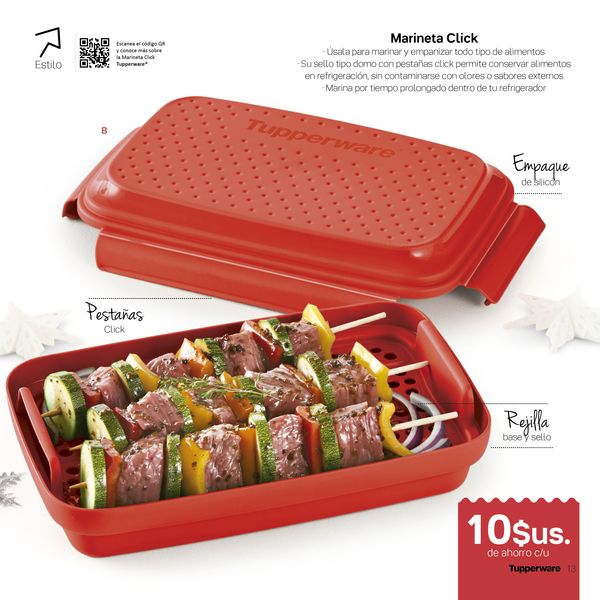 Estilo
Escanea el código QR
y conoce más sobre
la Marineta Click
Tupperware®
Marineta Click
· Úsala para marinar y empanizar todo tipo de alimentos
· Su sello tipo domo con pestañas click permite conservar alimentos
en refrigeración, sin contaminarse con olores o sabores externos
· Marina por tiempo prolongado dentro de tu refrigerador
B
Tupperware
Empaque
de silicón
Pestañas
Click
Rejilla
base y sello
10$us.
de ahorro c/u
Tupperware 13